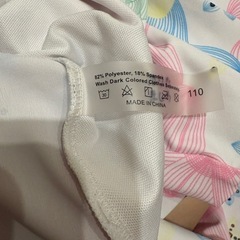 82% Polyester, 18% Spandex
Wash Dark Colored Clothes Separately
110
MADE IN CHINA